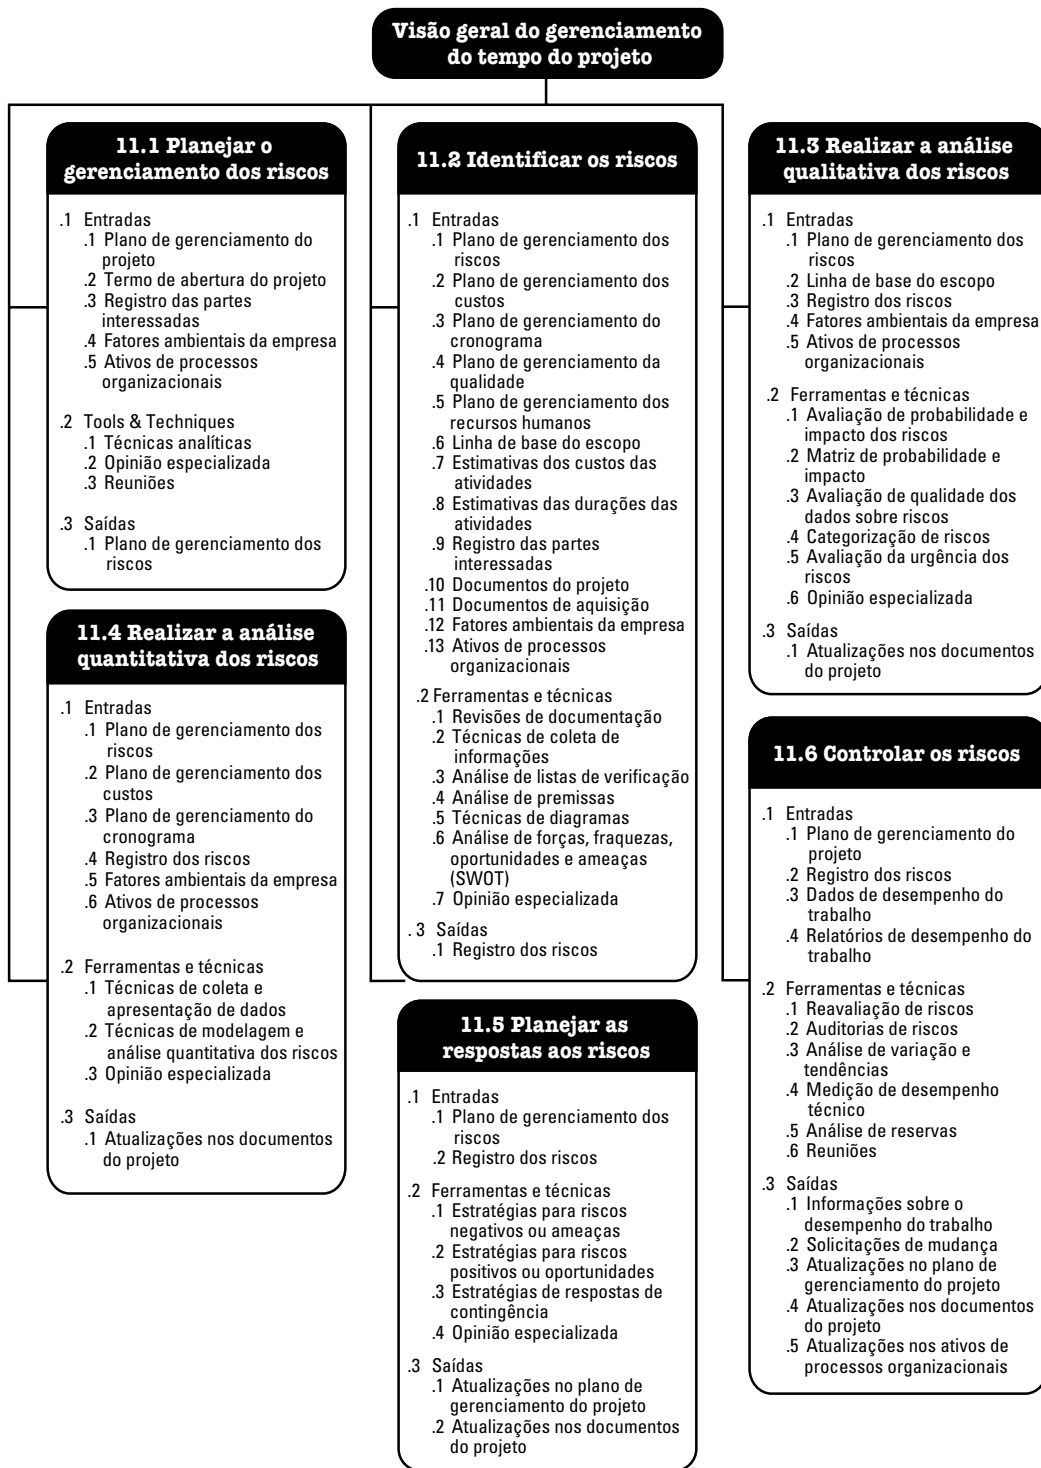 Visão geral do gerenciamento
do tempo do projeto
11.1 Planejar o
gerenciamento dos riscos
.1 Entradas
.1 Plano de gerenciamento do
projeto
.2 Termo de abertura do projeto
.3 Registro das partes
interessadas
.4 Fatores ambientais da empresa
.5 Ativos de processos
organizacionais
.2 Tools & Techniques
.1 Técnicas analíticas
.2 Opinião especializada
.3 Reuniões
.3 Saídas
.1 Plano de gerenciamento dos
riscos
11.2 Identificar os riscos
.1 Entradas
.1 Plano de gerenciamento dos
riscos
.2 Plano de gerenciamento dos
custos
.3 Plano de gerenciamento do
cronograma
.4 Plano de gerenciamento da
qualidade
.5 Plano de gerenciamento dos
recursos humanos
.6 Linha de base do escopo
.7 Estimativas dos custos das
atividades
.8 Estimativas das durações das
atividades
.9 Registro das partes
interessadas
.10 Documentos do projeto
.11 Documentos de aquisição
.12 Fatores ambientais da empresa
.13 Ativos de processos
organizacionais
.2 Ferramentas e técnicas
.1 Revisões de documentação
.2 Técnicas de coleta de
informações
.3 Análise de listas de verificação
.4 Análise de premissas
.5 Técnicas de diagramas
.6 Análise de forças, fraquezas,
oportunidades e ameaças
(SWOT)
.7 Opinião especializada
. 3 Saídas
.1 Registro dos riscos
11.3 Realizar a análise
qualitativa dos riscos
.1 Entradas
.1 Plano de gerenciamento dos
riscos
.2 Linha de base do escopo
.3 Registro dos riscos
.4 Fatores ambientais da empresa
.5 Ativos de processos
organizacionais
.2 Ferramentas e técnicas
.1 Avaliação de probabilidade e
impacto dos riscos
.2 Matriz de probabilidade e
impacto
.3 Avaliação de qualidade dos
dados sobre riscos
.4 Categorização de riscos
.5 Avaliação da urgência dos
riscos
.6 Opinião especializada
.3 Saídas
.1 Atualizações nos documentos
do projeto
11.4 Realizar a análise
quantitativa dos riscos
.1 Entradas
.1 Plano de gerenciamento dos
riscos
.2 Plano de gerenciamento dos
custos
.3 Plano de gerenciamento do
cronograma
.4 Registro dos riscos
.5 Fatores ambientais da empresa
.6 Ativos de processos
organizacionais
.2 Ferramentas e técnicas
.1 Técnicas de coleta e
apresentação de dados
.2 Técnicas de modelagem e
análise quantitativa dos riscos
.3 Opinião especializada
.3 Saídas
.1 Atualizações nos documentos
do projeto
11.5 Planejar as
respostas aos riscos
.1 Entradas
.1 Plano de gerenciamento dos
riscos
.2 Registro dos riscos
.2 Ferramentas e técnicas
.1 Estratégias para riscos
negativos ou ameaças
.2 Estratégias para riscos
positivos ou oportunidades
.3 Estratégias de respostas de
contingência
.4 Opinião especializada
.3 Saídas
.1 Atualizações no plano de
gerenciamento do projeto
.2 Atualizações nos documentos
do projeto
11.6 Controlar os riscos
.1 Entradas
.1 Plano de gerenciamento do
projeto
.2 Registro dos riscos
.3 Dados de desempenho do
trabalho
.4 Relatórios de desempenho do
trabalho
.2 Ferramentas e técnicas
.1 Reavaliação de riscos
.2 Auditorias de riscos
.3 Análise de variação e
tendências
.4 Medição de desempenho
técnico
.5 Análise de reservas
.6 Reuniões
.3 Saídas
.1 Informações sobre o
desempenho do trabalho
.2 Solicitações de mudança
.3 Atualizações no plano de
gerenciamento do projeto
.4 Atualizações nos documentos
do projeto
.5 Atualizações nos ativos de
processos organizacionais